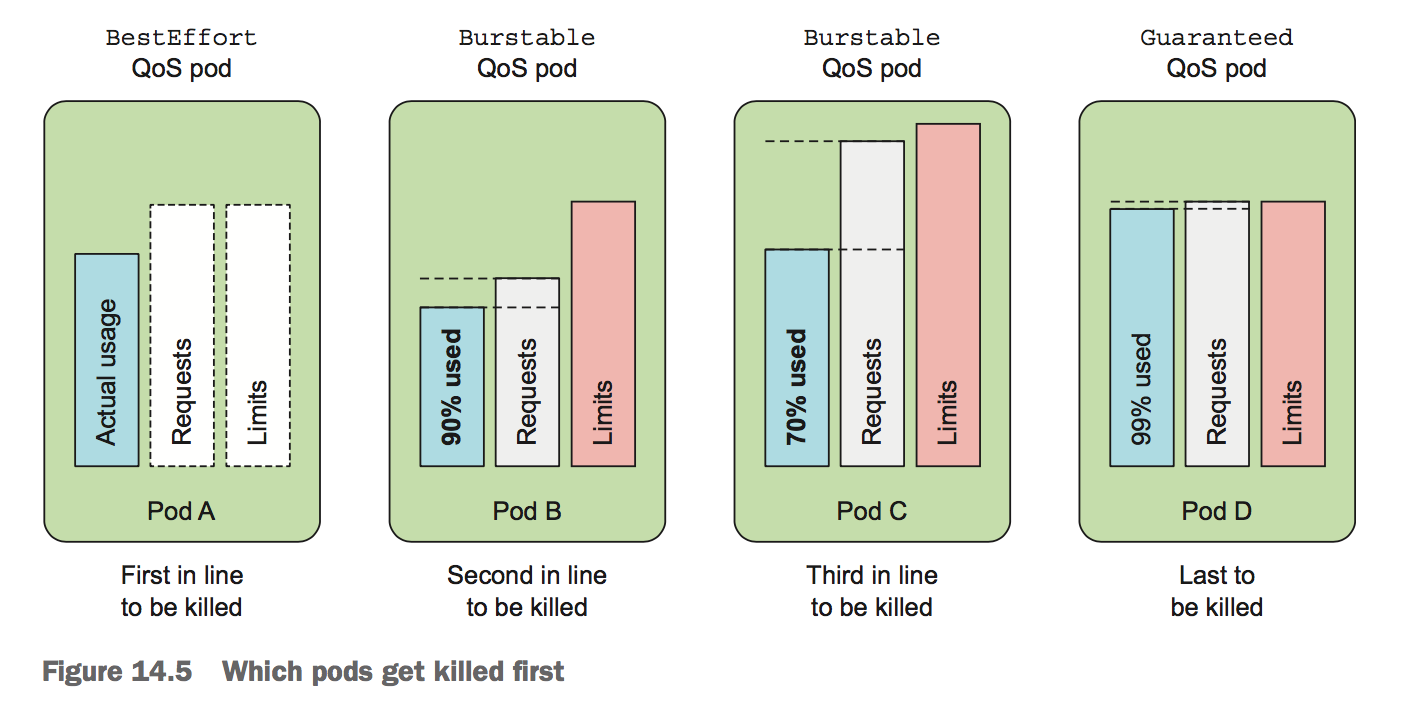 BestEffort
QoS pod
Burstable
QoS pod
Burstable
QoS pod
Guaranteed
QoS pod
Actual usage
Requests
Limits
90% used
Requests
Limits
70% used
Requests
Limits
99% used
Requests
Limits
Pod A
Pod B
Pod C
Pod D
First in line
to be killed
Second in line
to be killed
Third in line
to be killed
Last to
be killed
Figure 14.5 Which pods get killed first